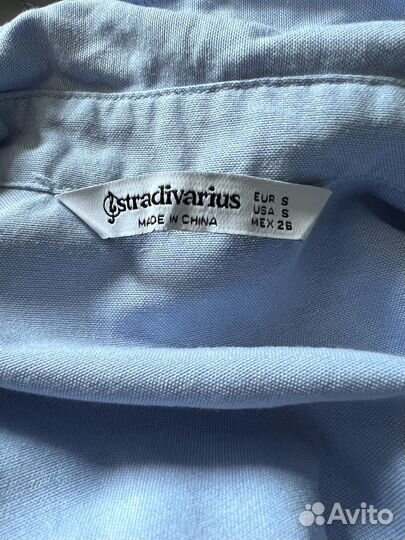 stradivarius
MADE IN CHINA
EUR S
USA S
MEX 26
Avito